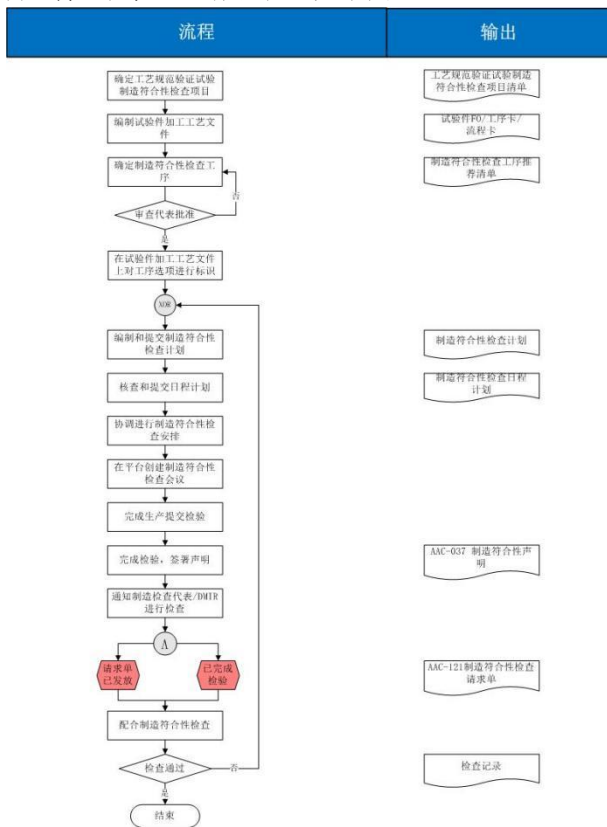 流程
输出
确定工艺规范验证试验
制造符合性检查项目
工艺规范验证试验制造
符合性检查项目清单
编制试验件加工工艺文
件
试验件FO/工序卡/
流程卡
确定制造符合性检查工
序
制造符合性检查工序推
荐清单
否
审查代表批准
是
在试验件加工工艺文件
上对工序选项进行标识
XOR
编制和提交制造符合性
检查计划
制造符合性检查计划
核查和提交日程计划
制造符合性检查日程
计划
协调进行制造符合性检
查安排
在平台创建制造符合性
检查会议
完成生产提交检验
完成检验，签署声明
AAC-037 制造符合性声
明
通知制造检查代表/DMIR
进行检查
Λ
请求单
已发放
已完成
检验
AAC-121制造符合性检查
请求单
配合制造符合性检查
检查通过
否
检查记录
是
结束